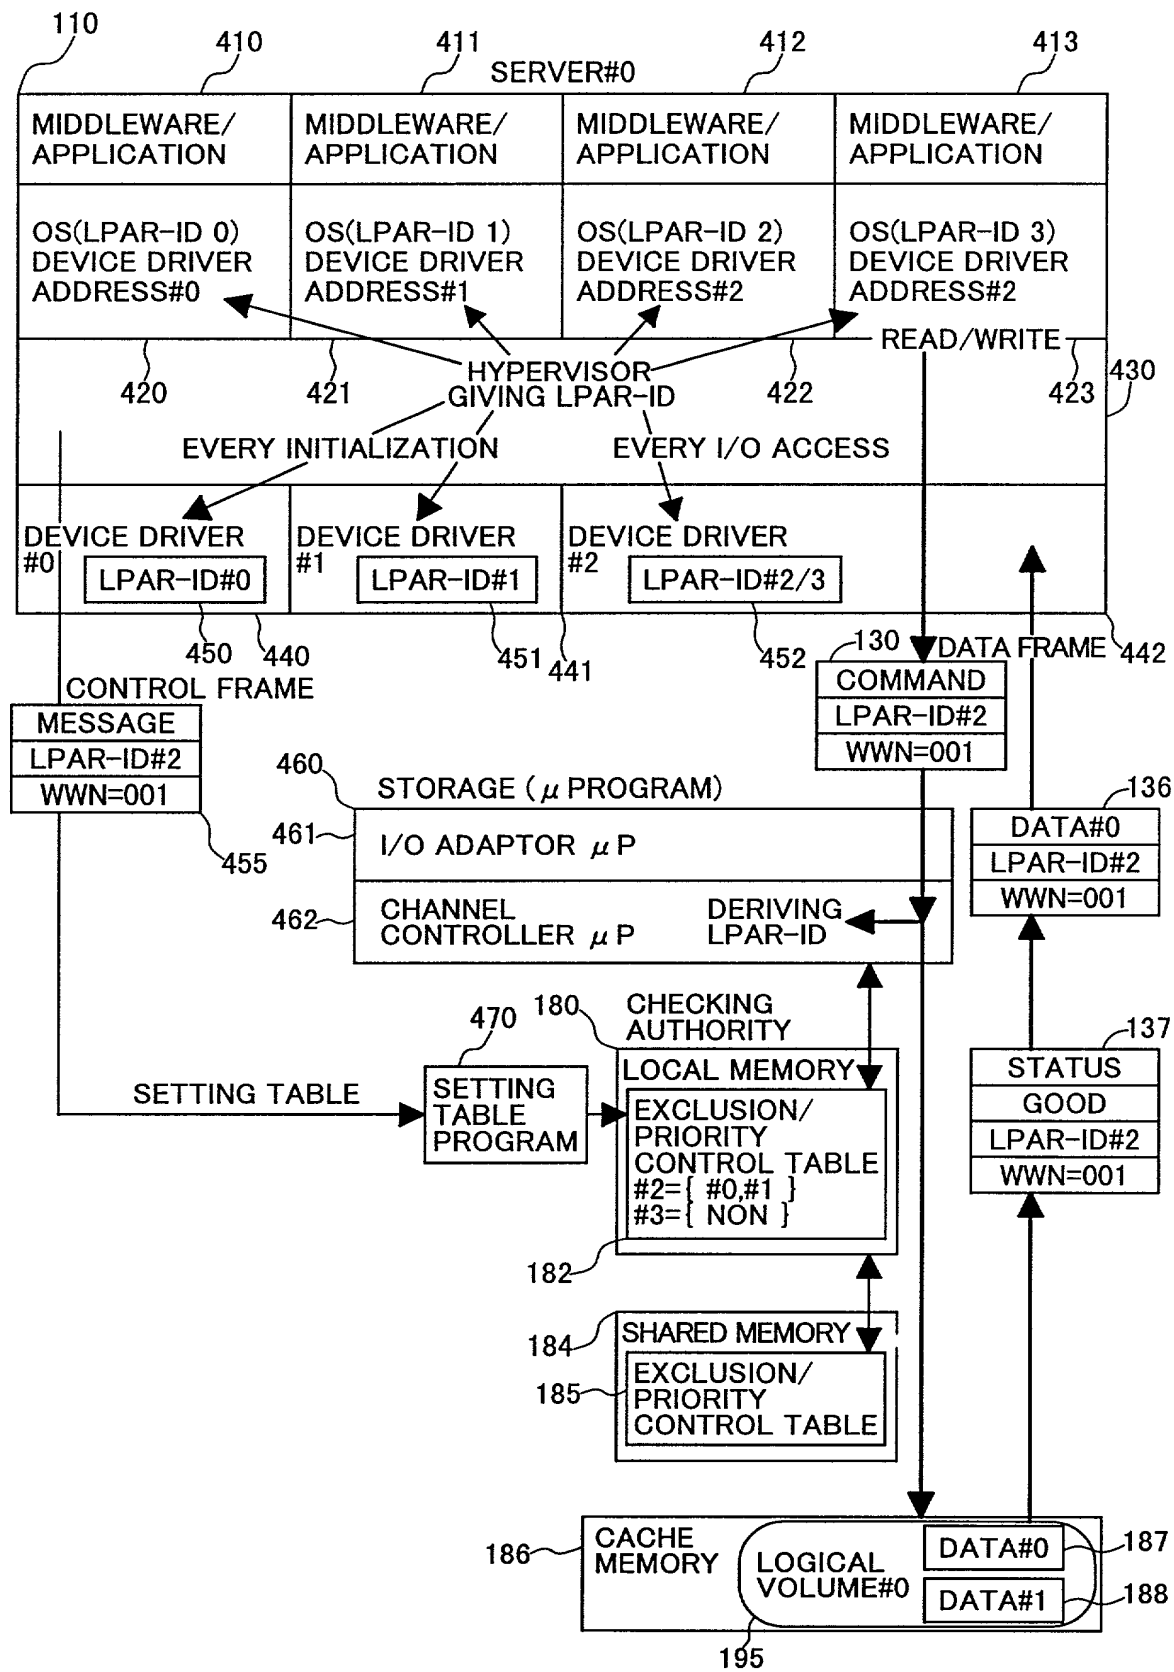 110
410
411
412
413
SERVER#0
MIDDLEWARE/
APPLICATION
MIDDLEWARE/
APPLICATION
MIDDLEWARE/
APPLICATION
MIDDLEWARE/
APPLICATION
OS(LPAR-ID 0)
DEVICE DRIVER
ADDRESS#0
OS(LPAR-ID 1)
DEVICE DRIVER
ADDRESS#1
OS(LPAR-ID 2)
DEVICE DRIVER
ADDRESS#2
OS(LPAR-ID 3)
DEVICE DRIVER
ADDRESS#2
READ/WRITE
420
421
HYPERVISOR
GIVING LPAR-ID
422
423
430
EVERY INITIALIZATION
EVERY I/O ACCESS
DEVICE DRIVER
#0
LPAR-ID#0
DEVICE DRIVER
#1
LPAR-ID#1
DEVICE DRIVER
#2
LPAR-ID#2/3
450
440
451
441
452
130
DATA FRAME
442
CONTROL FRAME
MESSAGE
LPAR-ID#2
WWN=001
455
COMMAND
LPAR-ID#2
WWN=001
460
STORAGE (μ PROGRAM)
461
I/O ADAPTOR μ P
462
CHANNEL
CONTROLLER μ P
DERIVING
LPAR-ID
136
DATA#0
LPAR-ID#2
WWN=001
470
180
CHECKING
AUTHORITY
137
STATUS
GOOD
LPAR-ID#2
WWN=001
SETTING TABLE
SETTING
TABLE
PROGRAM
LOCAL MEMORY
EXCLUSION/
PRIORITY
CONTROL TABLE
#2={ #0,#1 }
#3={ NON }
182
184
SHARED MEMORY
185
EXCLUSION/
PRIORITY
CONTROL TABLE
186
CACHE
MEMORY
LOGICAL
VOLUME#0
DATA#0
187
DATA#1
188
195